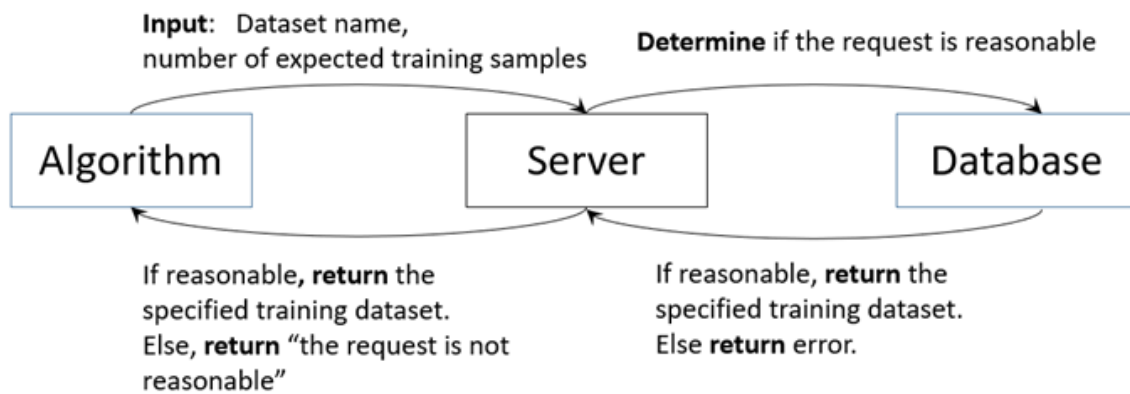 Input: Dataset name,
number of expected training samples
Determine if the request is reasonable
Algorithm
Server
Database
If reasonable, return the
specified training dataset.
Else, return “the request is not
reasonable”
If reasonable, return the
specified training dataset.
Else return error.